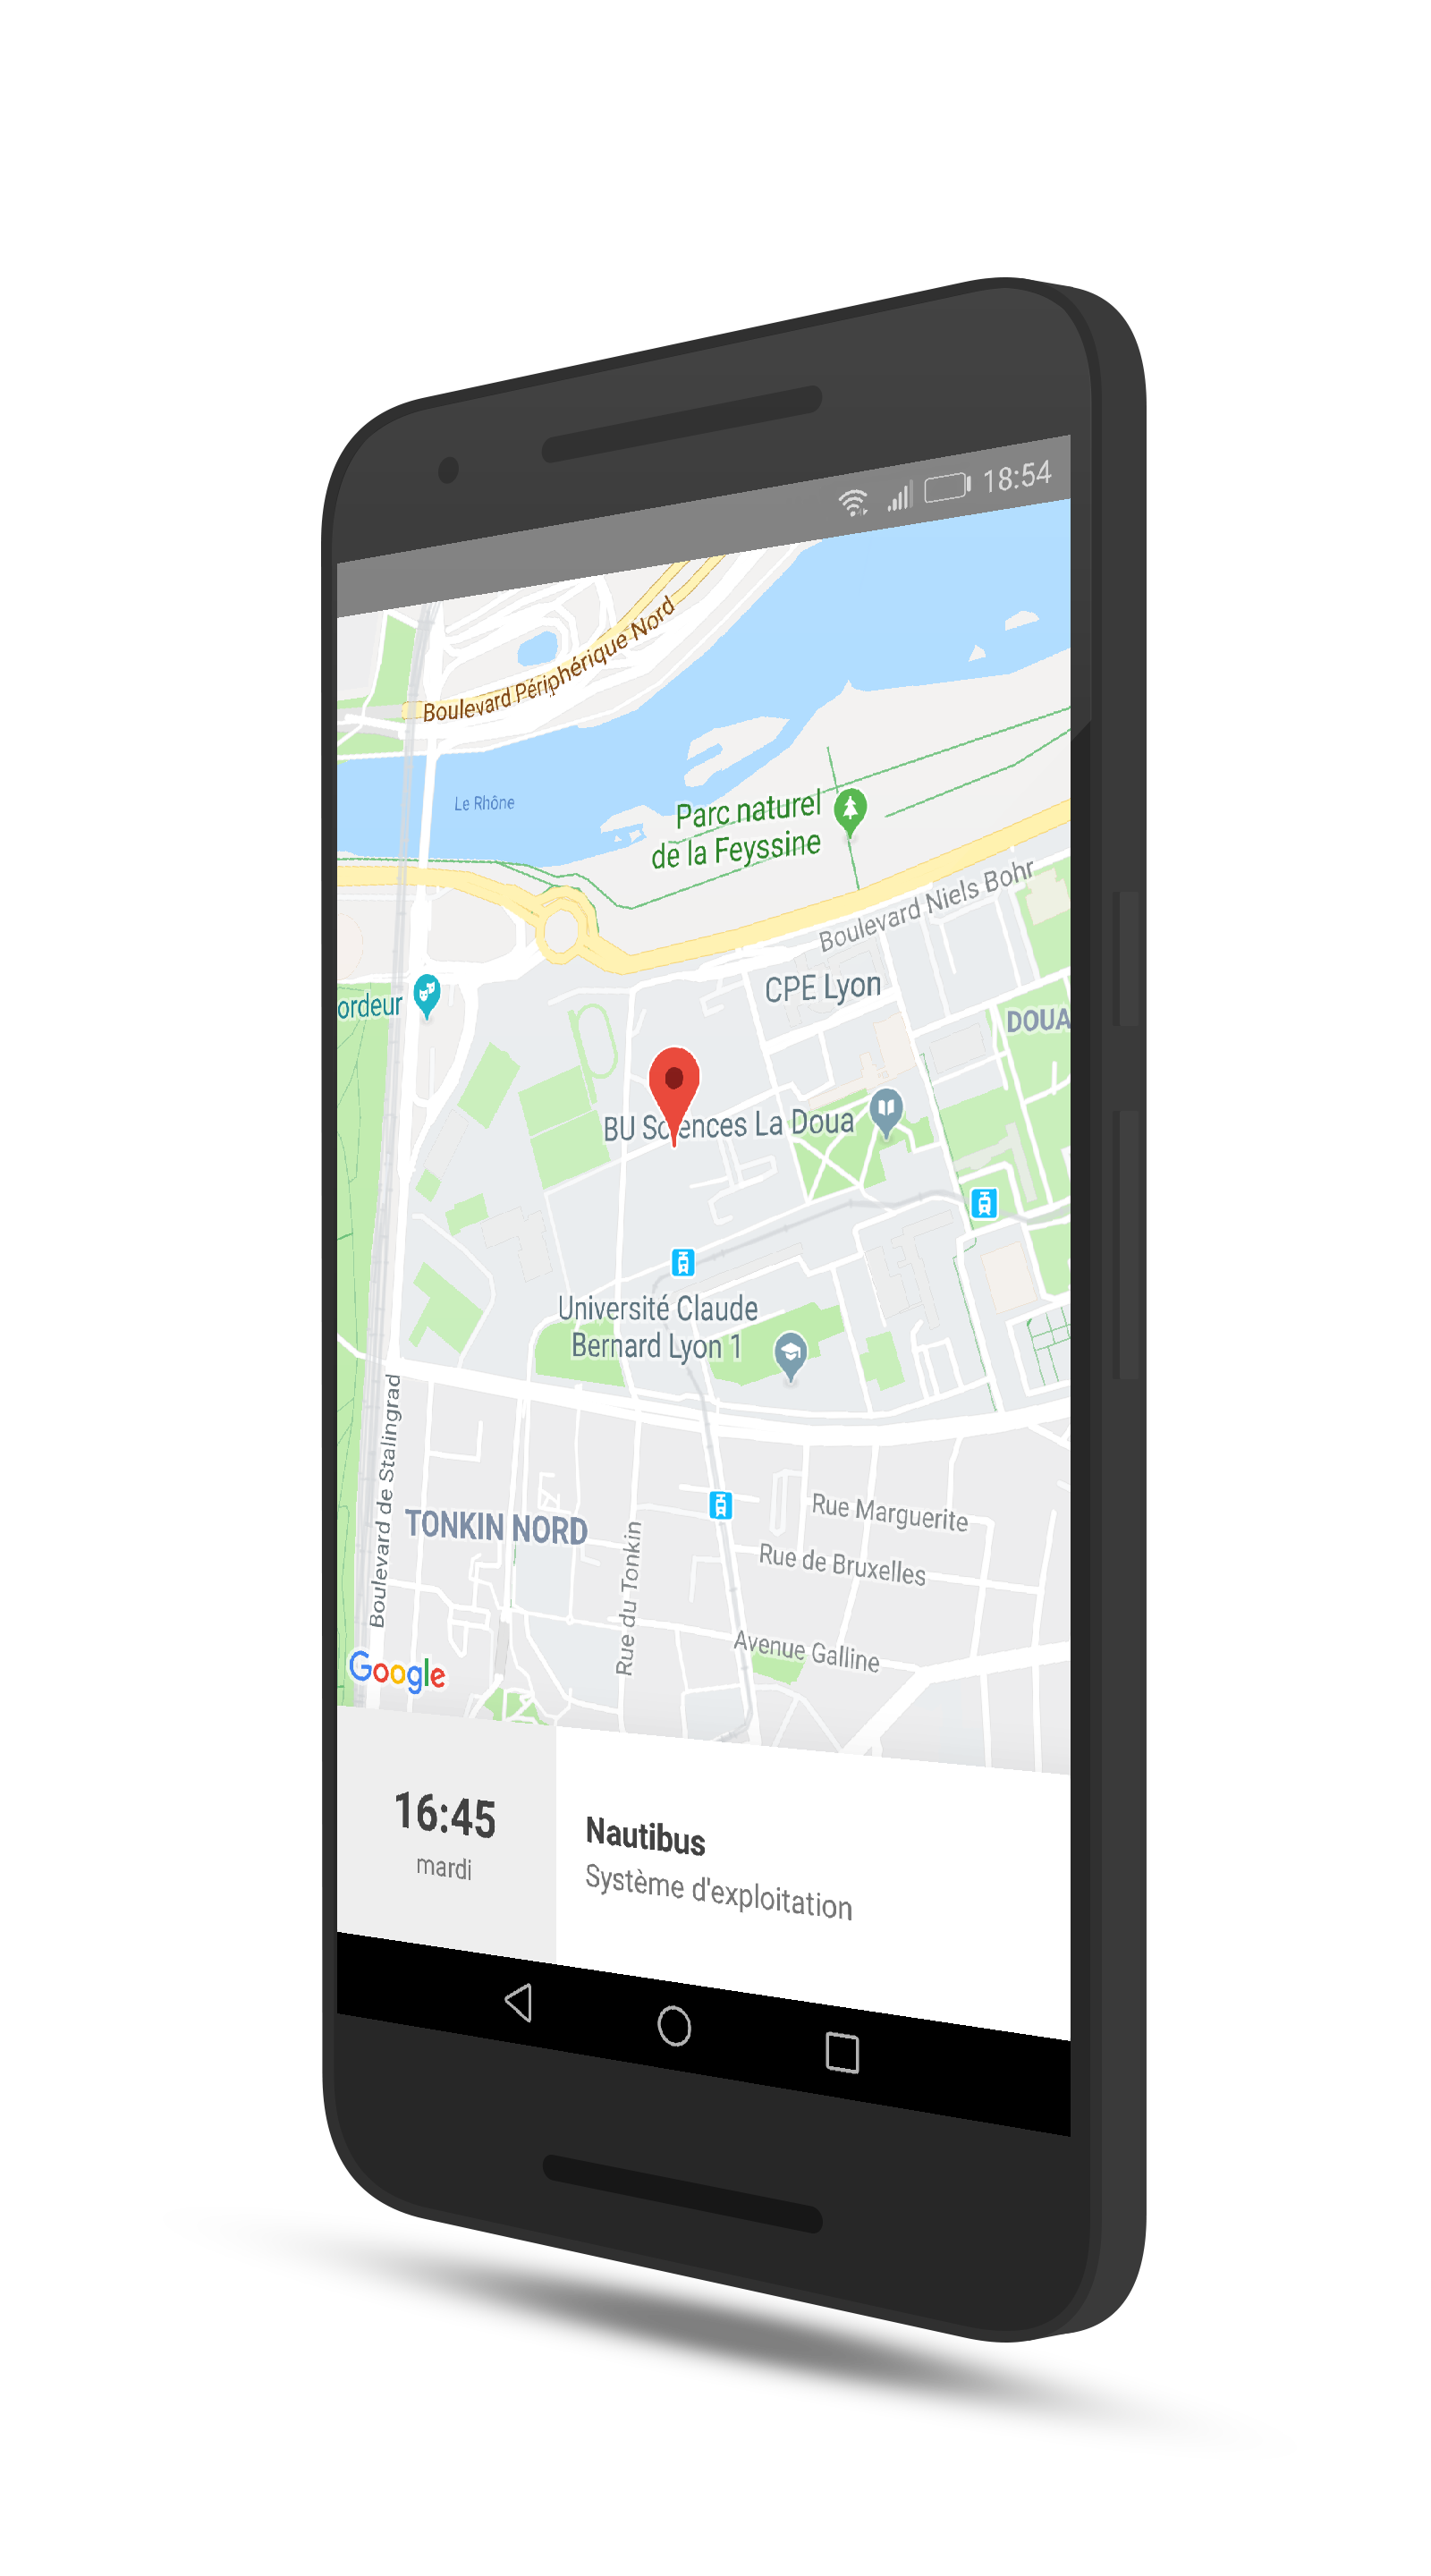 18:54
Boulevard Périphérique Nord
Le Rhône
Parc naturel
de la Feyssine
Boulevard Niels Bohr
CPE Lyon
ordeur
DOUA
BU Sciences La Doua
Université Claude
Bernard Lyon 1
Boulevard de Stalingrad
TONKIN NORD
Rue du Tonkin
Rue Marguerite
Rue de Bruxelles
Avenue Galline
Google
16:45
mardi
Nautibus
Système d'exploitation